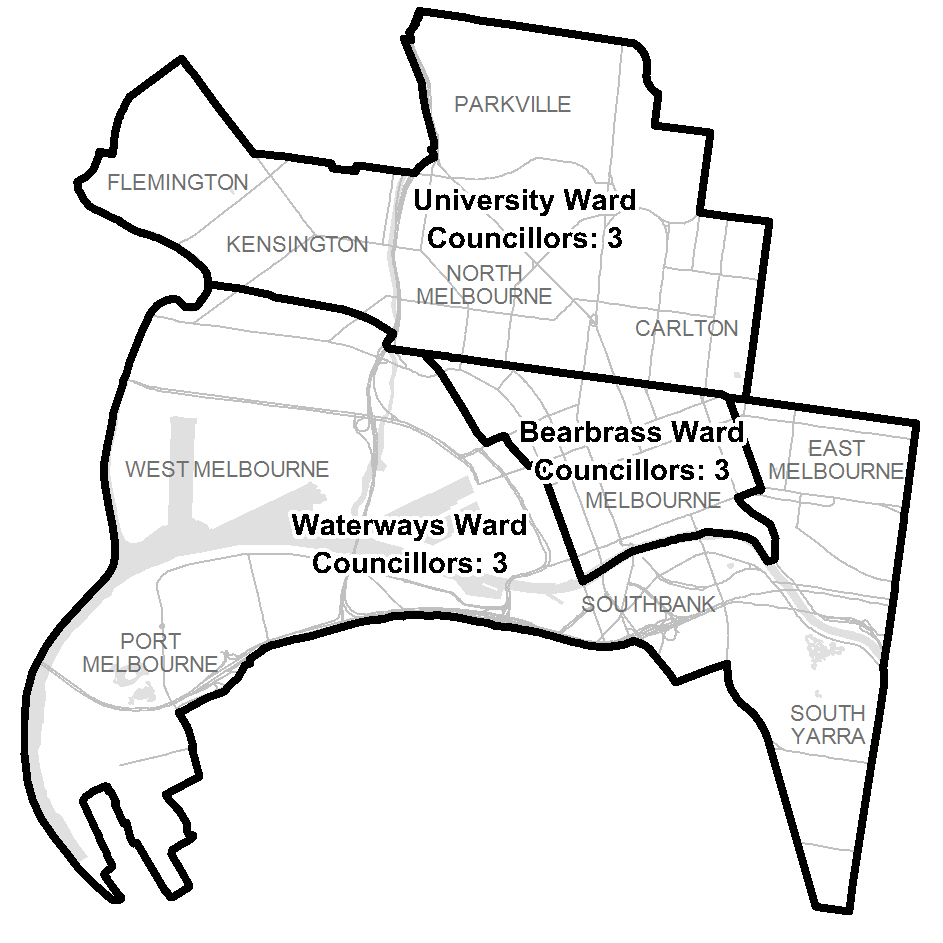 PARKVILLE
FLEMINGTON
University Ward
Councillors: 3
KENSINGTON
NORTH
MELBOURNE
CARLTON
Bearbrass Ward
Councillors: 3
MELBOURNE
EAST
MELBOURNE
WEST MELBOURNE
Waterways Ward
Councillors: 3
SOUTHBANK
PORT
MELBOURNE
SOUTH
YARRA